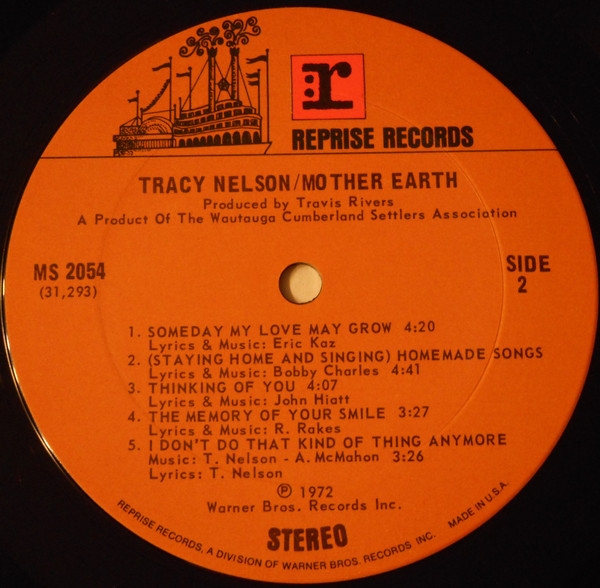 r
REPRISE RECORDS
TRACY NELSON/MOTHER EARTH
Produced by Travis Rivers
A Product Of The Wautauga Cumberland Settlers Association
MS 2054
(31,293)
SIDE
2
1. SOMEDAY MY LOVE MAY GROW 4:20
Lyrics & Music: Eric Kaz
2. (STAYING HOME AND SINGING) HOMEMADE SONGS
Lyrics & Music: Bobby Charles 4:41
3. THINKING OF YOU 4:07
Lyrics & Music: John Hiatt
4. THE MEMORY OF YOUR SMILE 3:27
Lyrics & Music: R. Rakes
5. I DON'T DO THAT KIND OF THING ANYMORE
Music: T. Nelson - A. McMahon 3:26
Lyrics: T. Nelson
℗ 1972
Warner Bros. Records Inc.
STEREO
REPRISE RECORDS, A DIVISION OF WARNER BROS. RECORDS INC. MADE IN U.S.A.